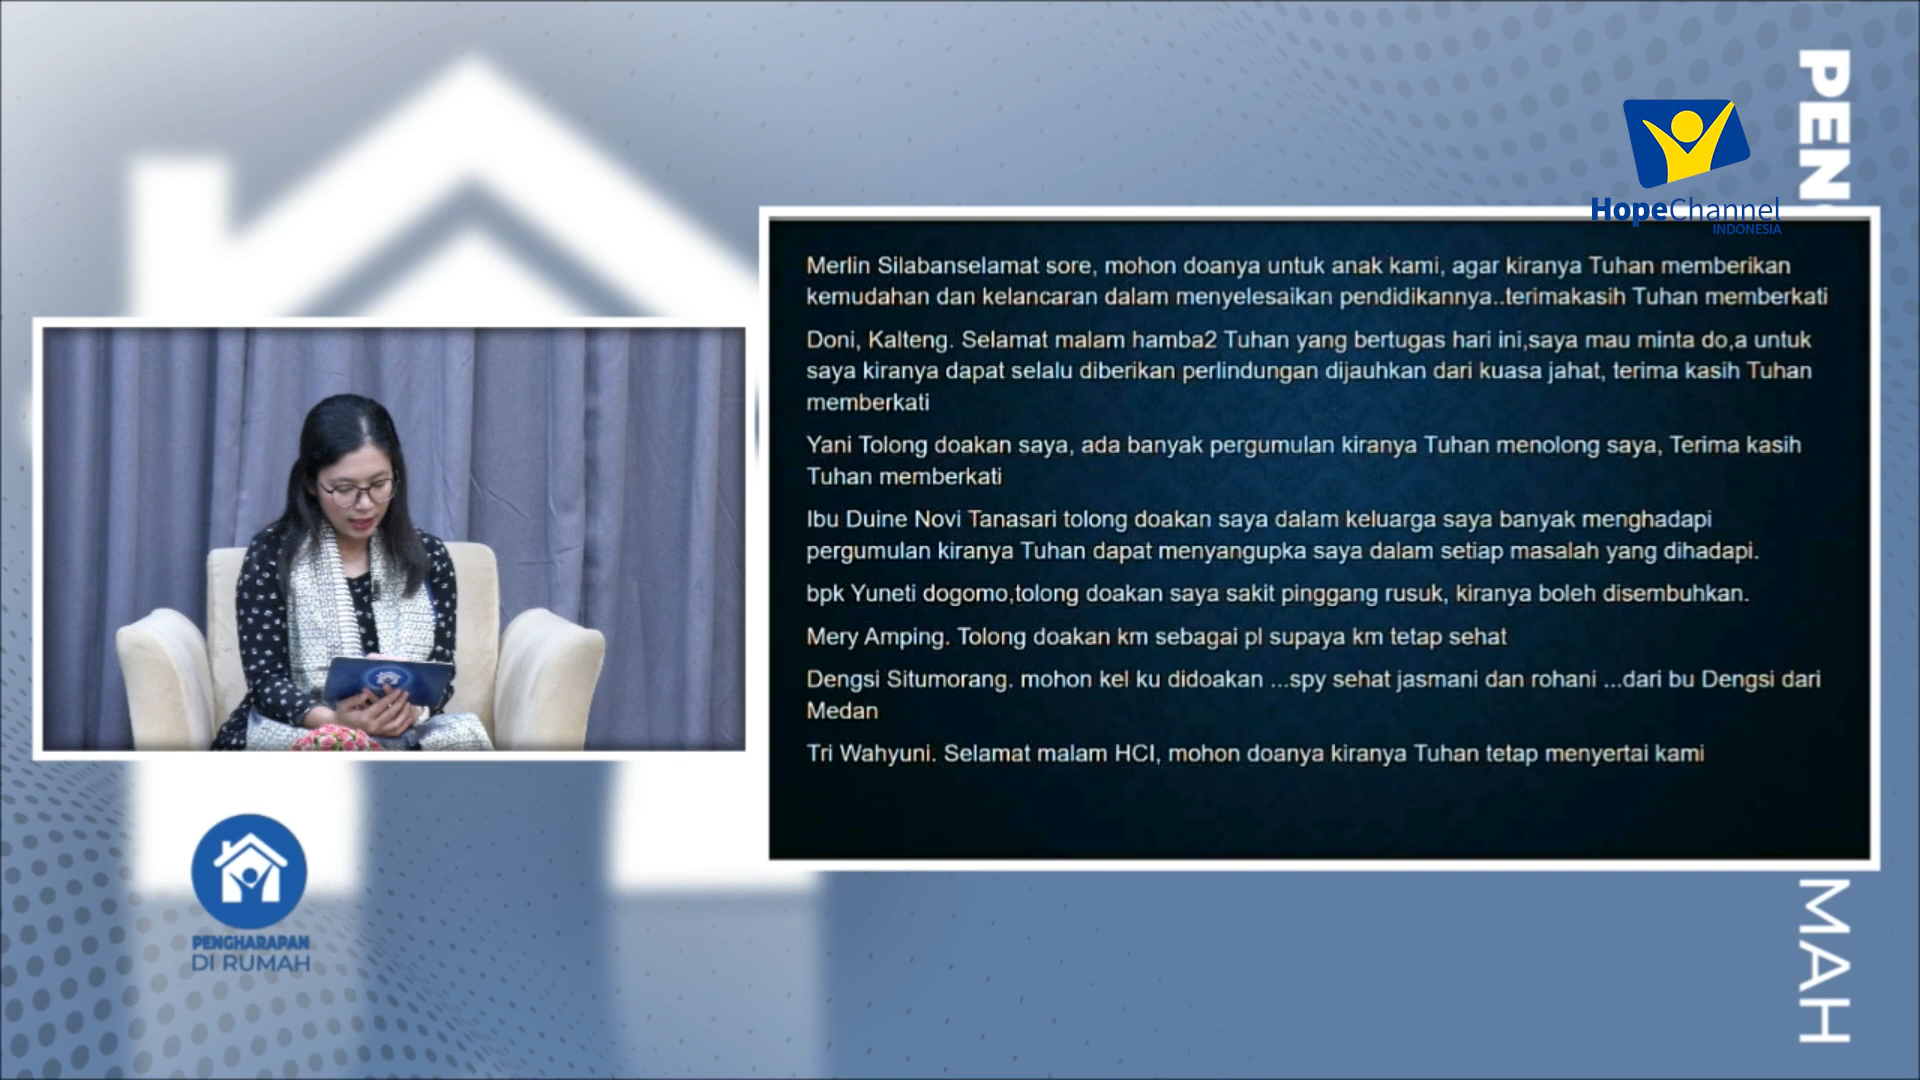 PEN
HopeChannel
INDONESIA
Merlin Silabanselamat sore, mohon doanya untuk anak kami, agar kiranya Tuhan memberikan
kemudahan dan kelancaran dalam menyelesaikan pendidikannya..terimakasih Tuhan memberkati
Doni, Kalteng. Selamat malam hamba2 Tuhan yang bertugas hari ini,saya mau minta do,a untuk
saya kiranya dapat selalu diberikan perlindungan dijauhkan dari kuasa jahat, terima kasih Tuhan
memberkati
Yani Tolong doakan saya, ada banyak pergumulan kiranya Tuhan menolong saya, Terima kasih
Tuhan memberkati
Ibu Duine Novi Tanasari tolong doakan saya dalam keluarga saya banyak menghadapi
pergumulan kiranya Tuhan dapat menyangupka saya dalam setiap masalah yang dihadapi.
bpk Yuneti dogomo,tolong doakan saya sakit pinggang rusuk, kiranya boleh disembuhkan.
Mery Amping. Tolong doakan km sebagai pl supaya km tetap sehat
Dengsi Situmorang. mohon kel ku didoakan ...spy sehat jasmani dan rohani ...dari bu Dengsi dari
Medan
Tri Wahyuni. Selamat malam HCI, mohon doanya kiranya Tuhan tetap menyertai kami
PENGHARAPAN
DI RUMAH
MAH